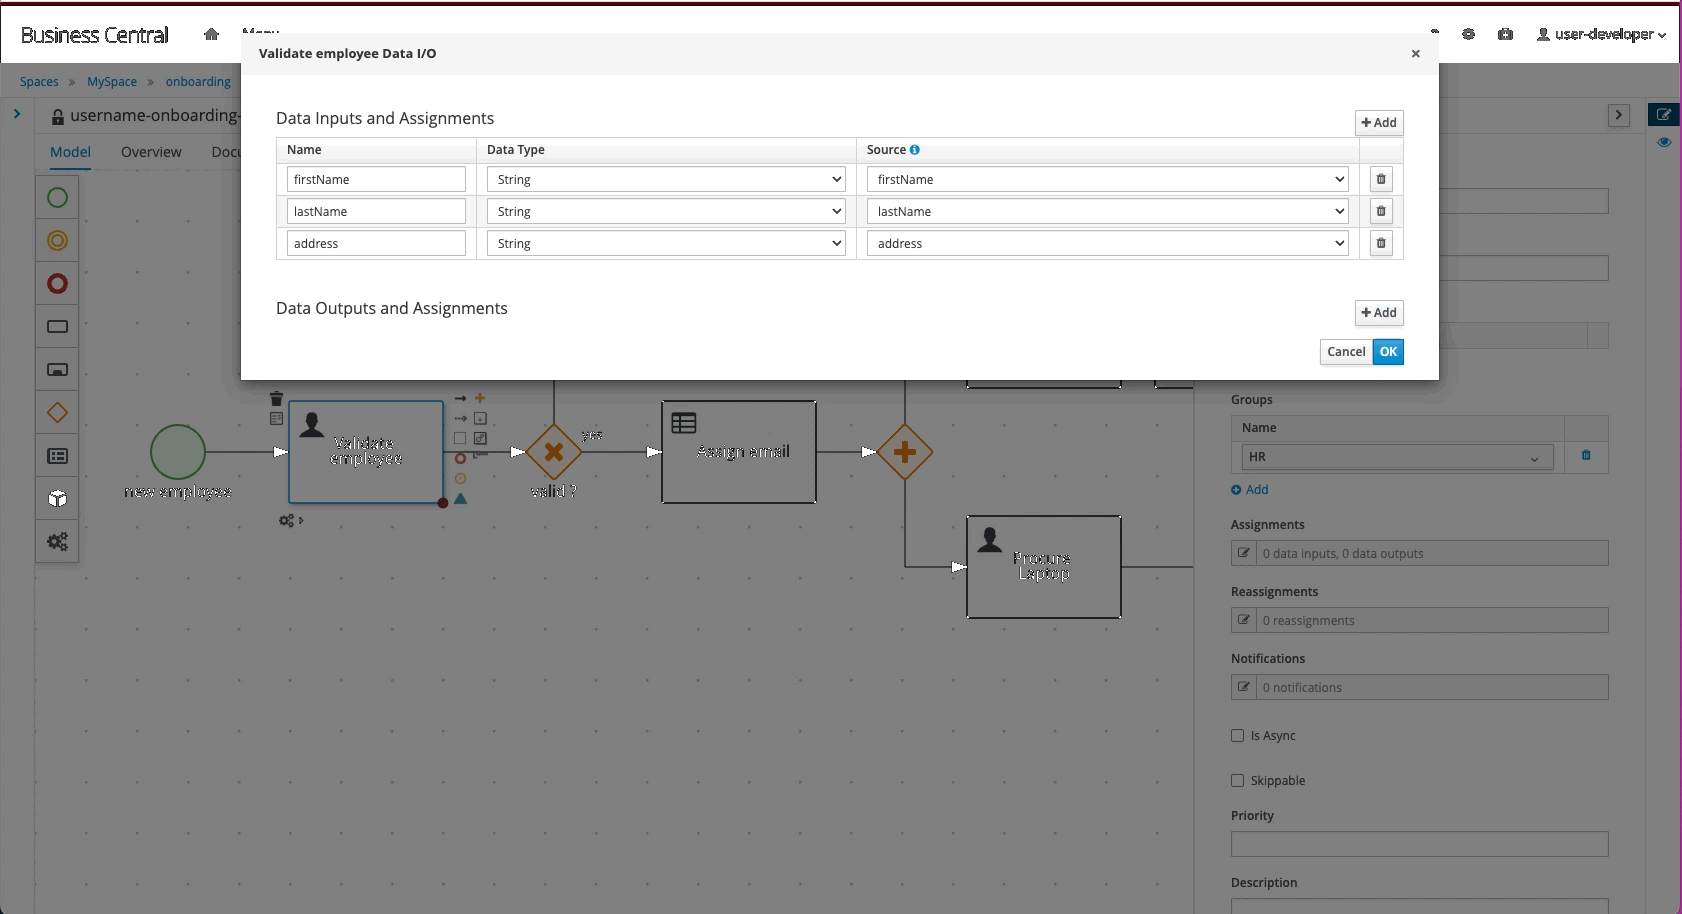 Business Central
user-developer
Validate employee Data I/O
×
Spaces » MySpace » onboarding
username-onboarding-
Model Overview
Data Inputs and Assignments
+ Add
Name Data Type Source
firstName String firstName
lastName String lastName
address String address
Data Outputs and Assignments
+ Add
Cancel OK
new employee
Validate
employee
valid ?
yes
Assign email
Procure
Laptop
Groups
Name
HR
Add
Assignments
0 data inputs, 0 data outputs
Reassignments
0 reassignments
Notifications
0 notifications
Is Async
Skippable
Priority
Description